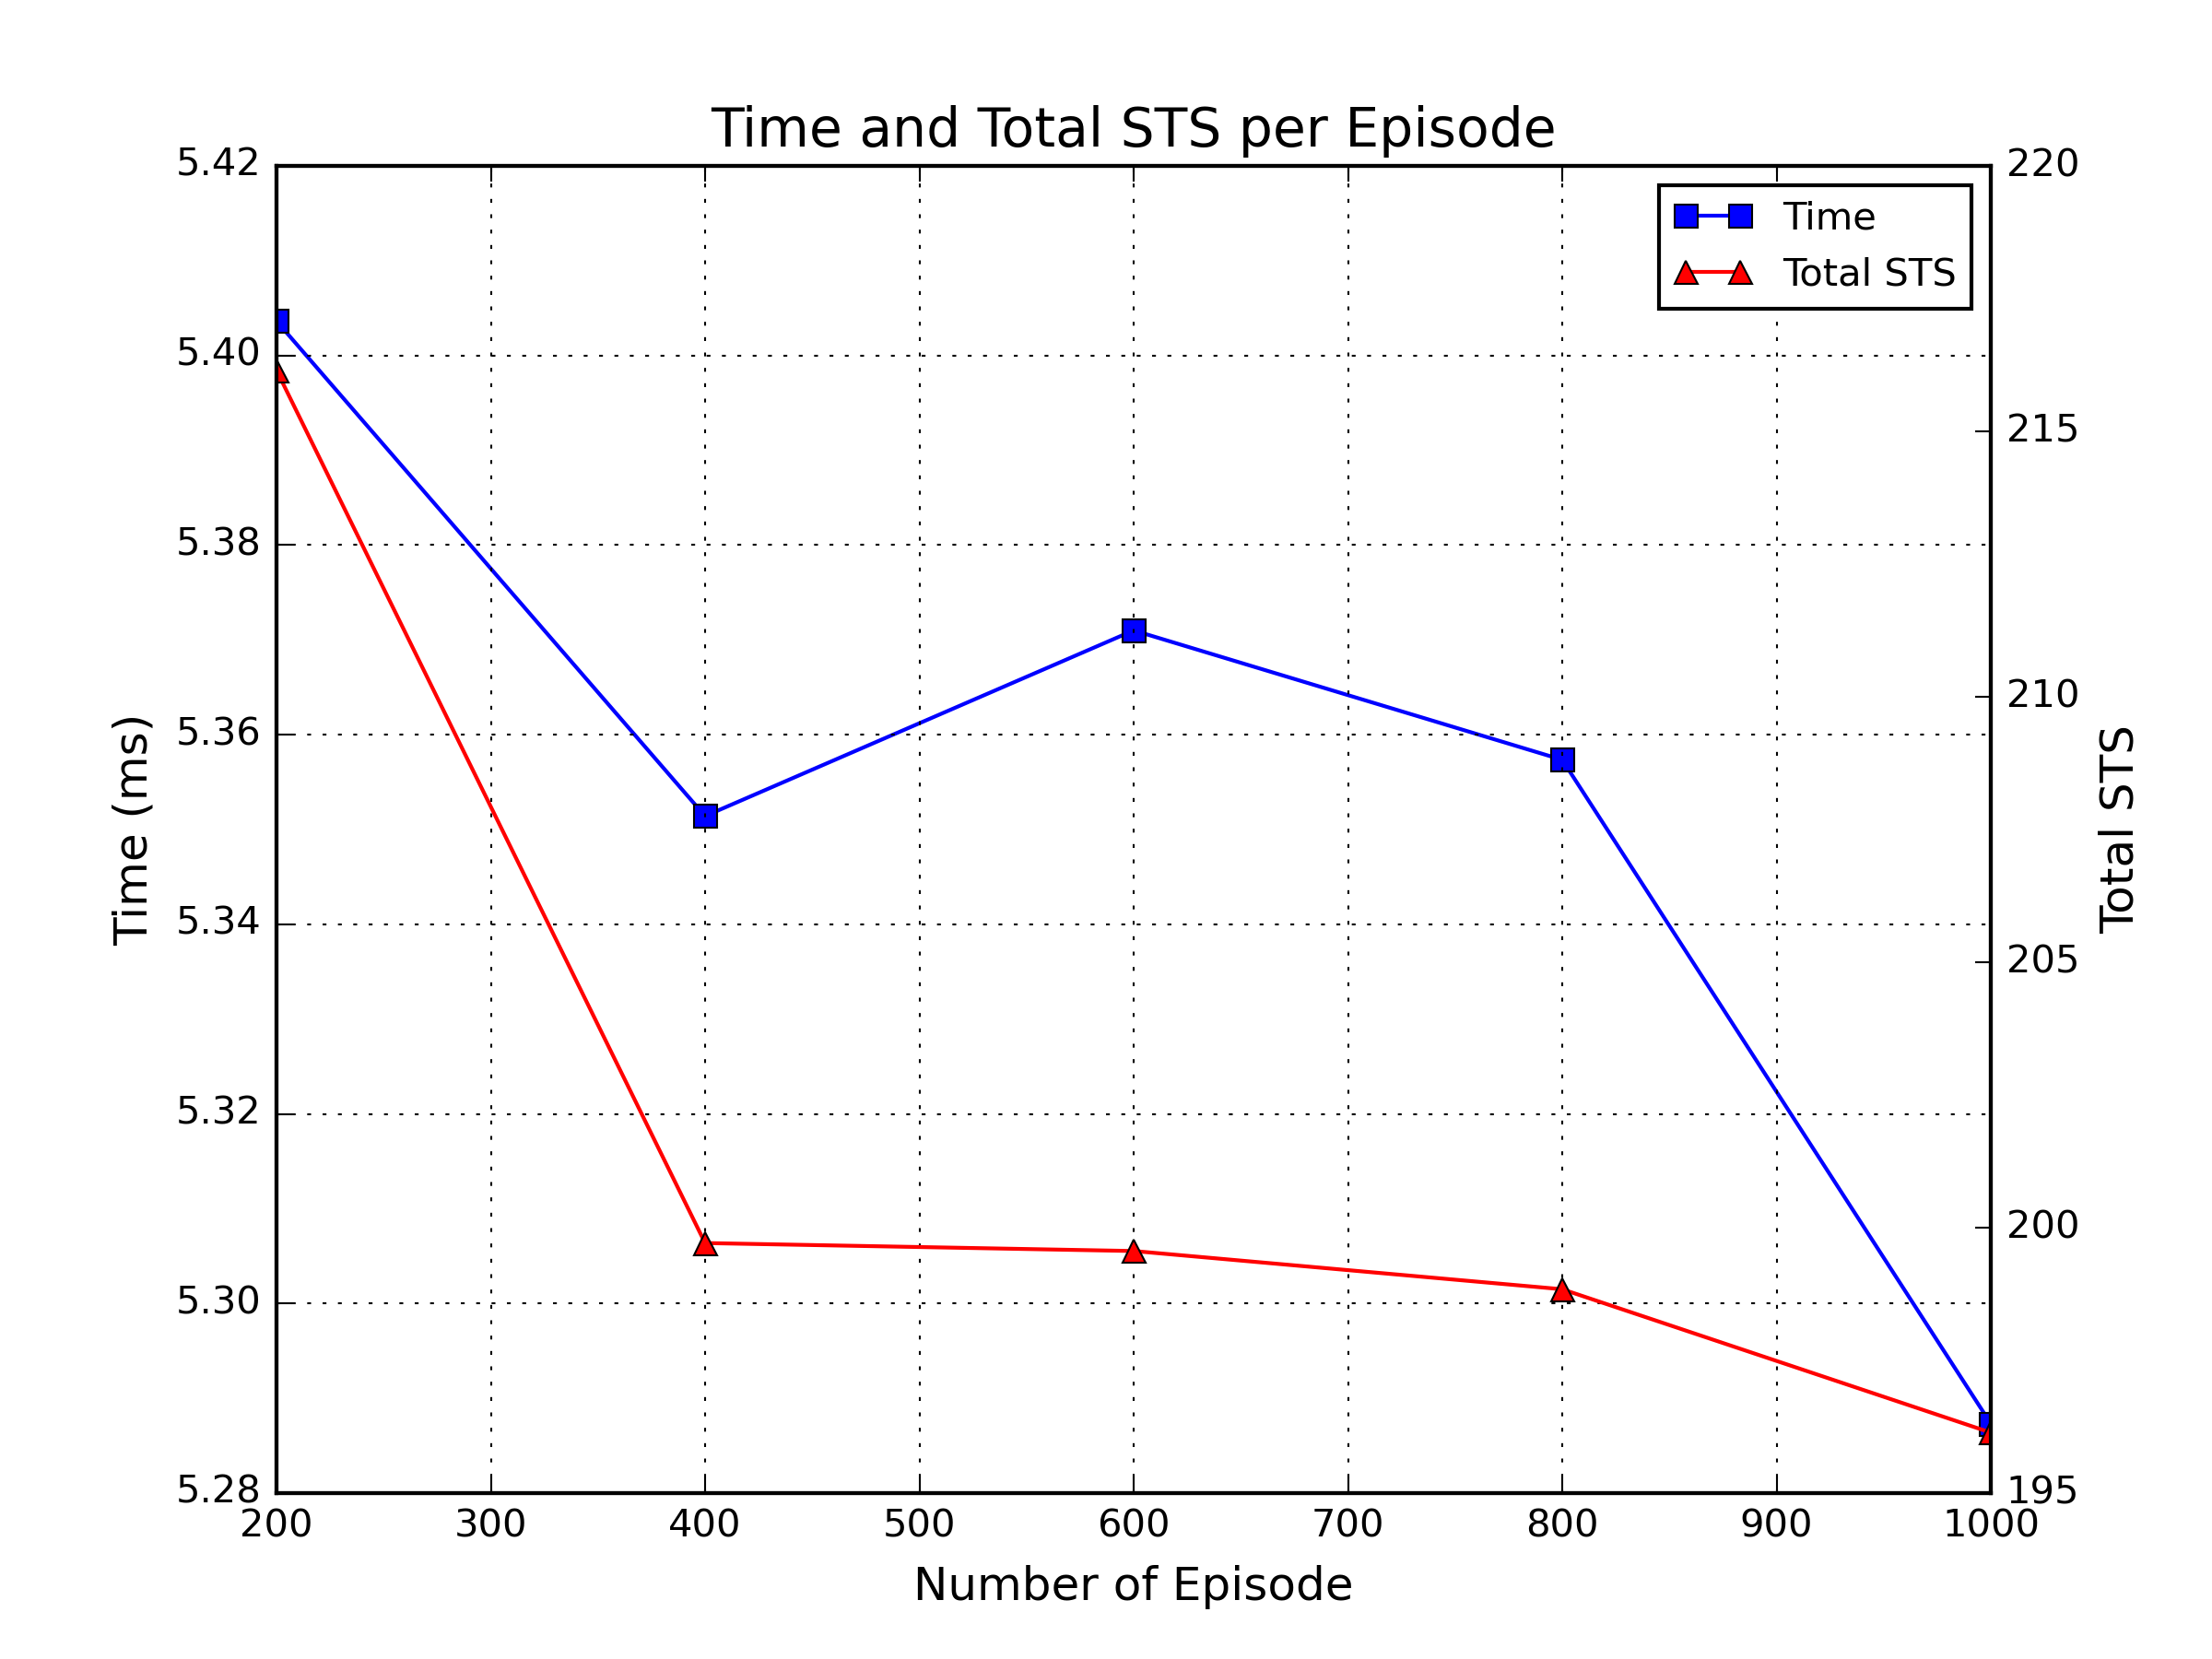 Time and Total STS per Episode
Time
Total STS
5.42
5.40
5.38
5.36
5.34
5.32
5.30
5.28
Time (ms)
220
215
210
205
200
195
Total STS
200 300 400 500 600 700 800 900 1000
Number of Episode